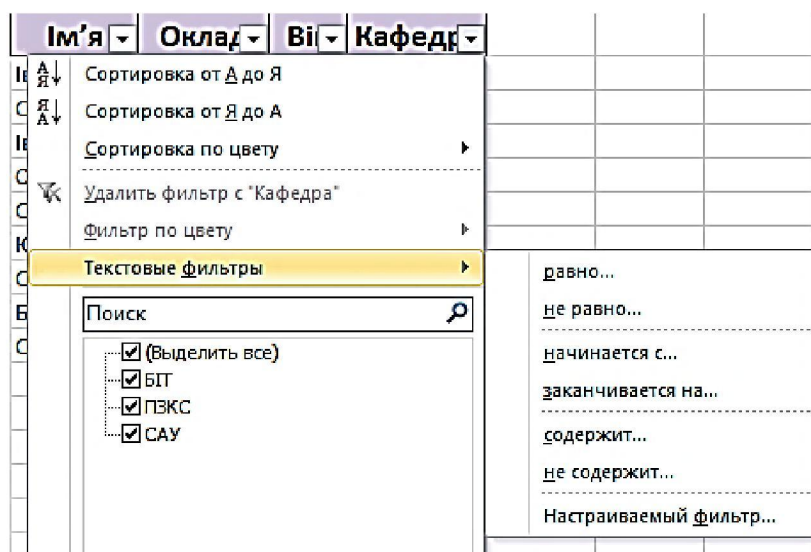 Ім’я Оклад Вік Кафедр
Сортировка от А до Я
Сортировка от Я до А
Сортировка по цвету
Удалить фильтр с "Кафедра"
Фильтр по цвету
Текстовые фильтры
Поиск
(Выделить все)
БІТ
ПЗКС
САУ
равно...
не равно...
начинается с...
заканчивается на...
содержит...
не содержит...
Настраиваемый фильтр...